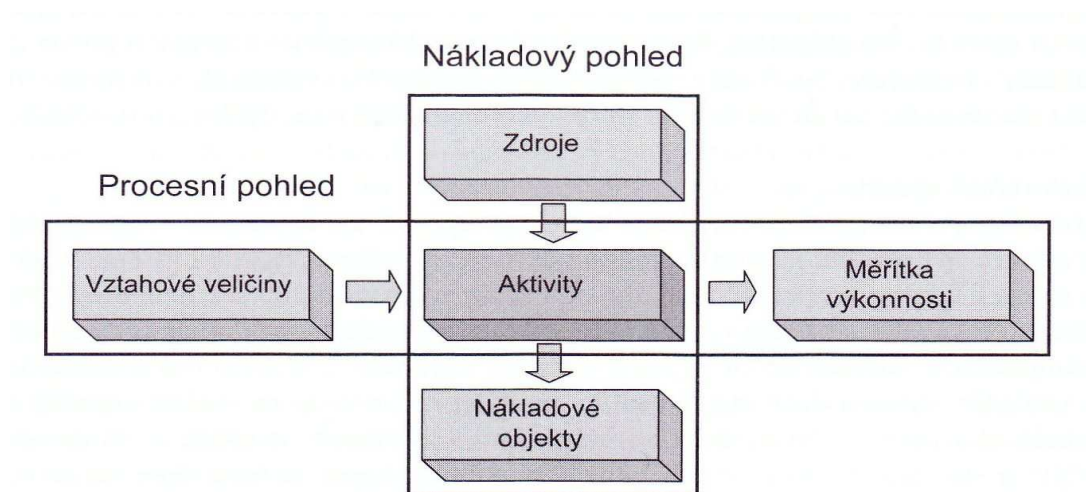 Nákladový pohled
Zdroje
Procesní pohled
Vztahové veličiny
Aktivity
Měřítka
výkonnosti
Nákladové
objekty